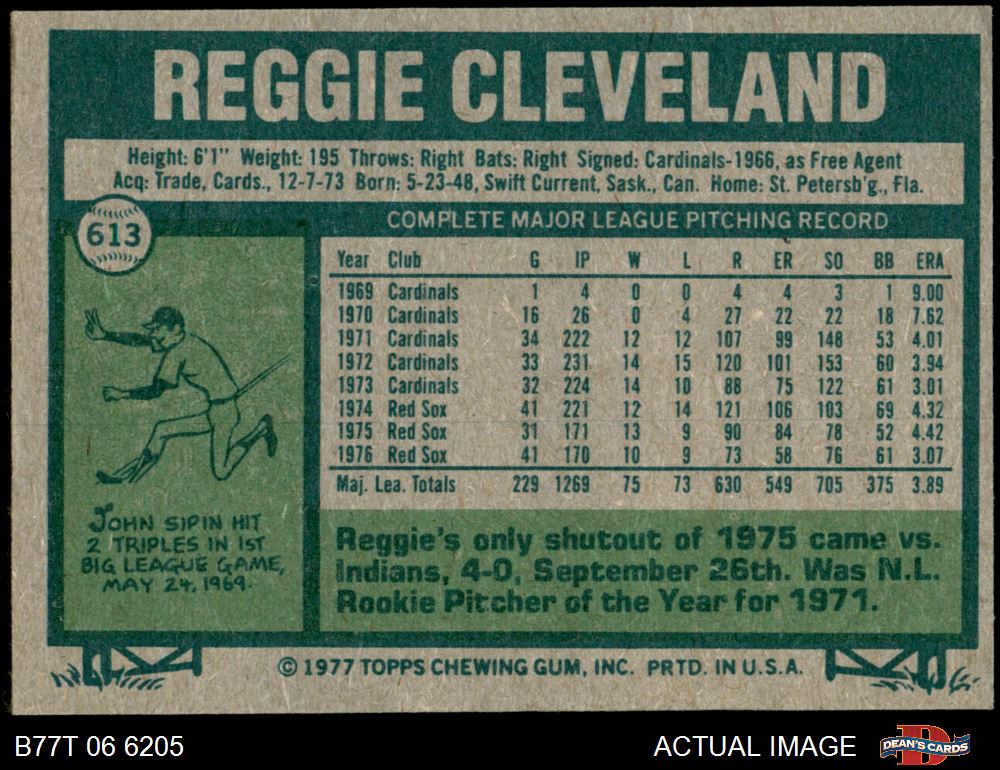 REGGIE CLEVELAND
Height: 6'1" Weight: 195 Throws: Right Bats: Right Signed: Cardinals-1966, as Free Agent
Acq: Trade, Cards., 12-7-73 Born: 5-23-48, Swift Current, Sask., Can. Home: St. Petersb'g., Fla.
613
COMPLETE MAJOR LEAGUE PITCHING RECORD
Year Club G IP W L R ER SO BB ERA
1969 Cardinals 1 4 0 0 4 4 3 1 9.00
1970 Cardinals 16 26 0 4 27 22 22 18 7.62
1971 Cardinals 34 222 12 12 107 99 148 53 4.01
1972 Cardinals 33 231 14 15 120 101 153 60 3.94
1973 Cardinals 32 224 14 10 88 75 122 61 3.01
1974 Red Sox 41 221 12 14 121 106 103 69 4.32
1975 Red Sox 31 171 13 9 90 84 78 52 4.42
1976 Red Sox 41 170 10 9 73 58 76 61 3.07
Maj. Lea. Totals 229 1269 75 73 630 549 705 375 3.89
JOHN SIPIN HIT
2 TRIPLES IN 1ST
BIG LEAGUE GAME,
MAY 24, 1969.
Reggie's only shutout of 1975 came vs.
Indians, 4-0, September 26th. Was N.L.
Rookie Pitcher of the Year for 1971.
© 1977 TOPPS CHEWING GUM, INC. PRTD. IN U.S.A.
B77T 06 6205
ACTUAL IMAGE
D
DEAN'S CARDS